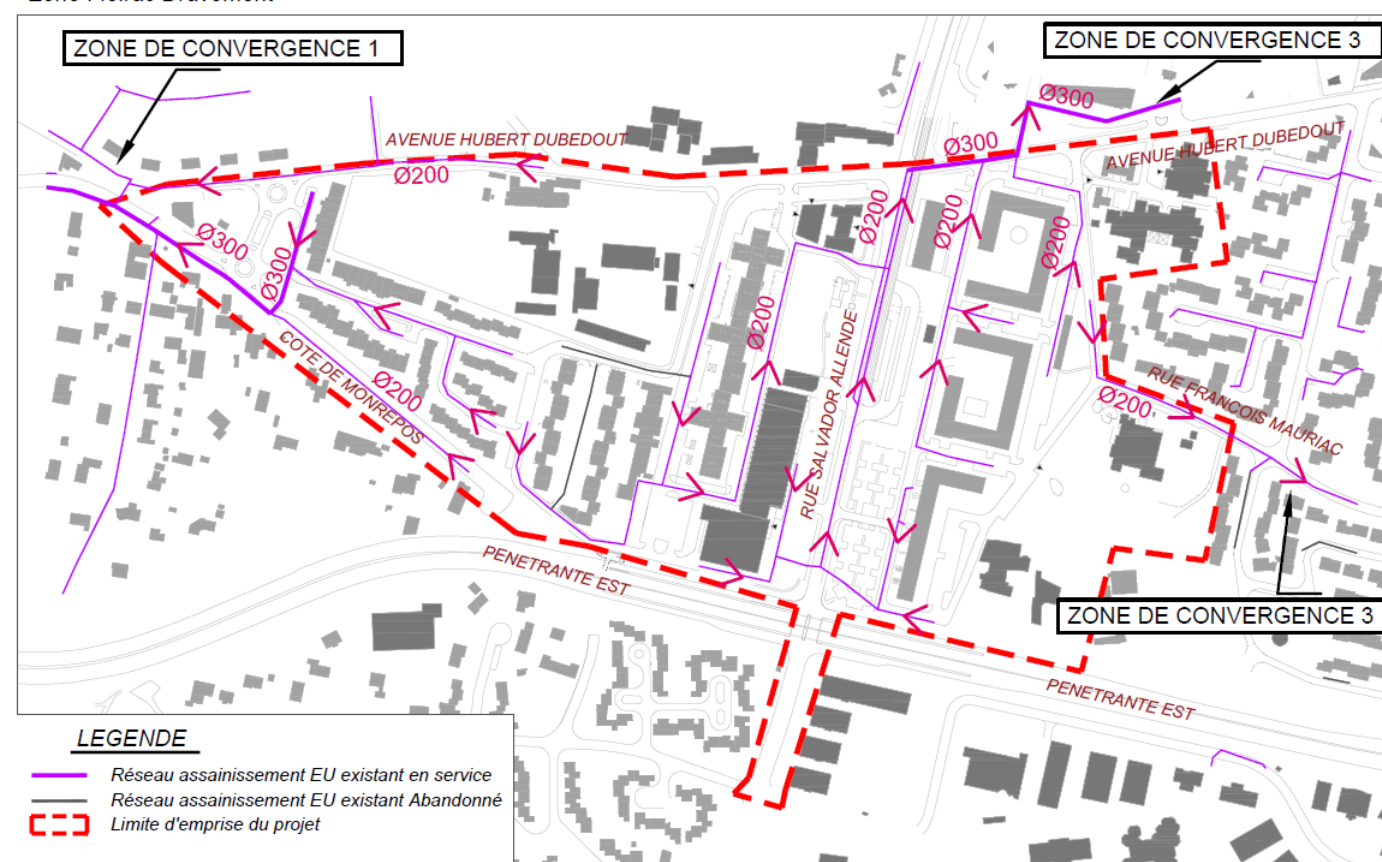 ZONE DE CONVERGENCE 1
ZONE DE CONVERGENCE 3
Ø300
AVENUE HUBERT DUBEDOUT
Ø300
AVENUE HUBERT DUBEDOUT
Ø200
Ø200
Ø200
Ø200
Ø300
Ø300
Ø200
COTE DE MONREPOS
Ø200
RUE SALVADOR ALLENDE
RUE FRANCOIS MAURIAC
Ø200
PENETRANTE EST
ZONE DE CONVERGENCE 3
PENETRANTE EST
LEGENDE
Réseau assainissement EU existant en service
Réseau assainissement EU existant Abandonné
Limite d'emprise du projet